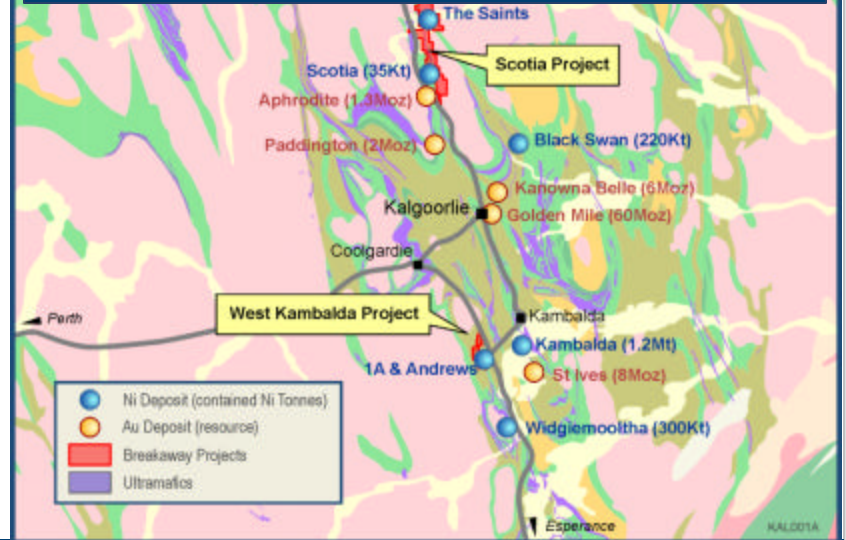 The Saints
Scotia Project
Scotia (35Kt)
Aphrodite (1.3Moz)
Paddington (2Moz)
Black Swan (220Kt)
Kanowna Belle (6Moz)
Kalgoorlie
Golden Mile (60Moz)
Coolgardie
West Kambalda Project
Perth
Kambalda
Kambalda (1.2Mt)
1A & Andrews
St Ives (8Moz)
Ni Deposit (contained Ni Tonnes)
Au Deposit (resource)
Widgiemooltha (300Kt)
Breakaway Projects
Ultramafics
Esperance
KAL001A